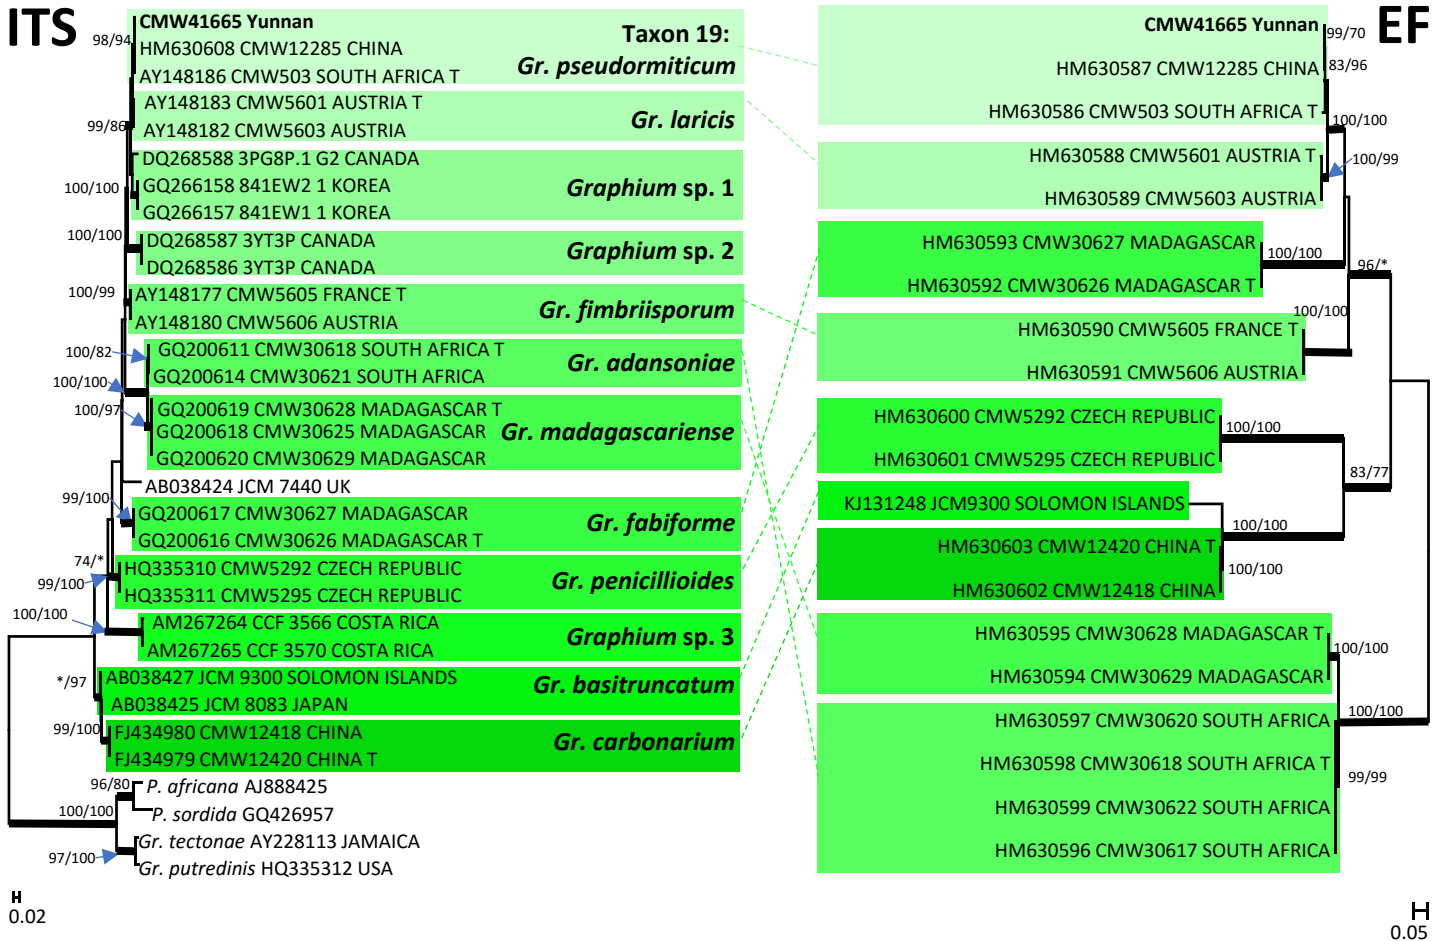 ITS
CMW41665 Yunnan
98/94
HM630608 CMW12285 CHINA
AY148186 CMW503 SOUTH AFRICA T
Taxon 19:
Gr. pseudormiticum
AY148183 CMW5601 AUSTRIA T
99/86
AY148182 CMW5603 AUSTRIA
Gr. laricis
DQ268588 3PG8P.1 G2 CANADA
100/100
GQ266158 841EW2 1 KOREA
GQ266157 841EW1 1 KOREA
Graphium sp. 1
100/100
DQ268587 3YT3P CANADA
DQ268586 3YT3P CANADA
Graphium sp. 2
100/99
AY148177 CMW5605 FRANCE T
AY148180 CMW5606 AUSTRIA
Gr. fimbriisporum
100/82
GQ200611 CMW30618 SOUTH AFRICA T
GQ200614 CMW30621 SOUTH AFRICA
Gr. adansoniae
100/100
100/97
GQ200619 CMW30628 MADAGASCAR T
GQ200618 CMW30625 MADAGASCAR
GQ200620 CMW30629 MADAGASCAR
Gr. madagascariense
AB038424 JCM 7440 UK
99/100
GQ200617 CMW30627 MADAGASCAR
GQ200616 CMW30626 MADAGASCAR T
Gr. fabiforme
74/*
99/100
HQ335310 CMW5292 CZECH REPUBLIC
HQ335311 CMW5295 CZECH REPUBLIC
Gr. penicillioides
100/100
AM267264 CCF 3566 COSTA RICA
AM267265 CCF 3570 COSTA RICA
Graphium sp. 3
*/97
AB038427 JCM 9300 SOLOMON ISLANDS
AB038425 JCM 8083 JAPAN
Gr. basitruncatum
99/100
FJ434980 CMW12418 CHINA
FJ434979 CMW12420 CHINA T
Gr. carbonarium
96/80
P. africana AJ888425
100/100
P. sordida GQ426957
Gr. tectonae AY228113 JAMAICA
97/100
Gr. putredinis HQ335312 USA
0.02
EF
CMW41665 Yunnan
99/70
HM630587 CMW12285 CHINA
83/96
HM630586 CMW503 SOUTH AFRICA T
100/100
HM630588 CMW5601 AUSTRIA T
100/99
HM630589 CMW5603 AUSTRIA
HM630593 CMW30627 MADAGASCAR
100/100
96/*
HM630592 CMW30626 MADAGASCAR T
100/100
HM630590 CMW5605 FRANCE T
HM630591 CMW5606 AUSTRIA
HM630600 CMW5292 CZECH REPUBLIC
100/100
HM630601 CMW5295 CZECH REPUBLIC
83/77
KJ131248 JCM9300 SOLOMON ISLANDS
100/100
HM630603 CMW12420 CHINA T
100/100
HM630602 CMW12418 CHINA
HM630595 CMW30628 MADAGASCAR T
100/100
HM630594 CMW30629 MADAGASCAR
100/100
HM630597 CMW30620 SOUTH AFRICA
HM630598 CMW30618 SOUTH AFRICA T
99/99
HM630599 CMW30622 SOUTH AFRICA
HM630596 CMW30617 SOUTH AFRICA
0.05